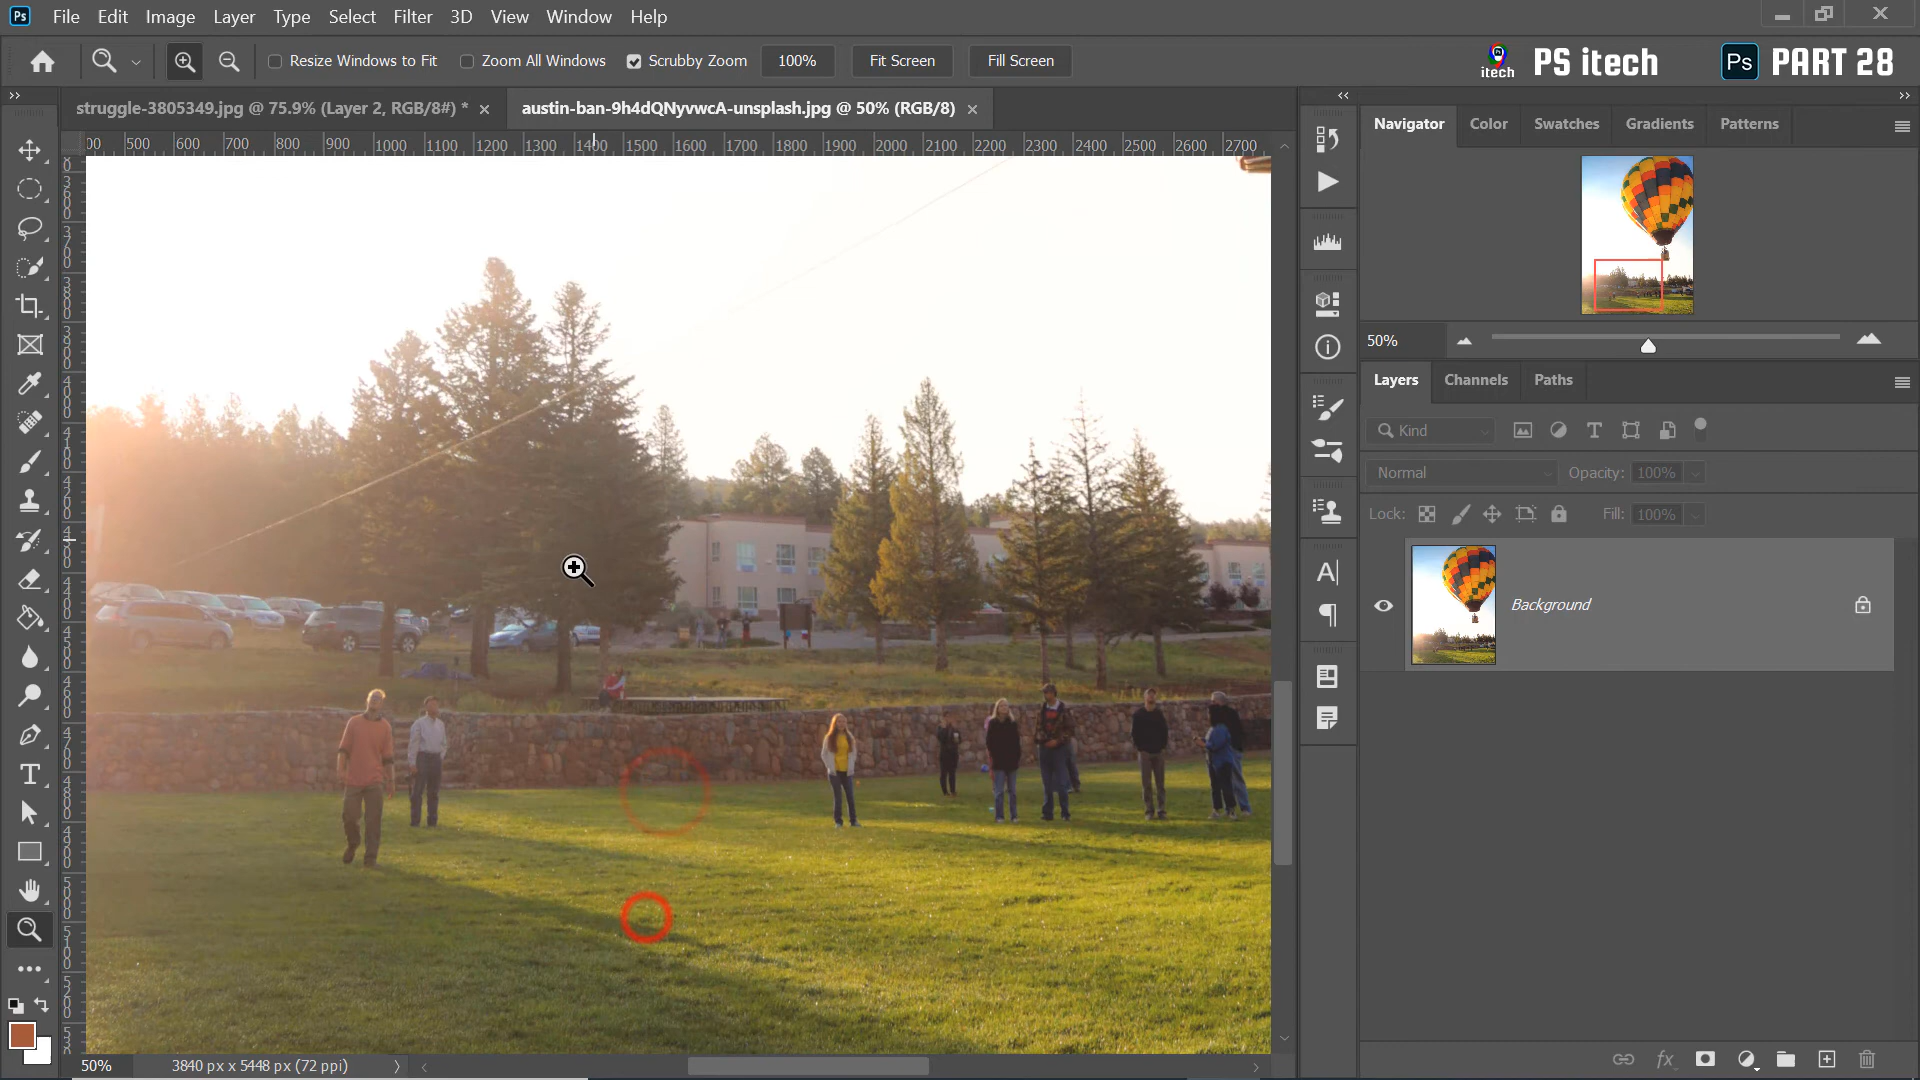 Ps File Edit Image Layer Type Select Filter 3D View Window Help
Resize Windows to Fit Zoom All Windows Scrubby Zoom 100% Fit Screen Fill Screen
itech PS itech Ps PART 28
struggle-3805349.jpg @ 75.9% (Layer 2, RGB/8#) * austin-ban-9h4dQNyvwcA-unsplash.jpg @ 50% (RGB/8)
Navigator Color Swatches Gradients Patterns
500 600 700 800 900 1000 1100 1200 1300 1400 1500 1600 1700 1800 1900 2000 2100 2200 2300 2400 2500 2600 2700
50%
Layers Channels Paths
Kind
Normal Opacity: 100%
Lock: Fill: 100%
Background
50% 3840 px x 5448 px (72 ppi)